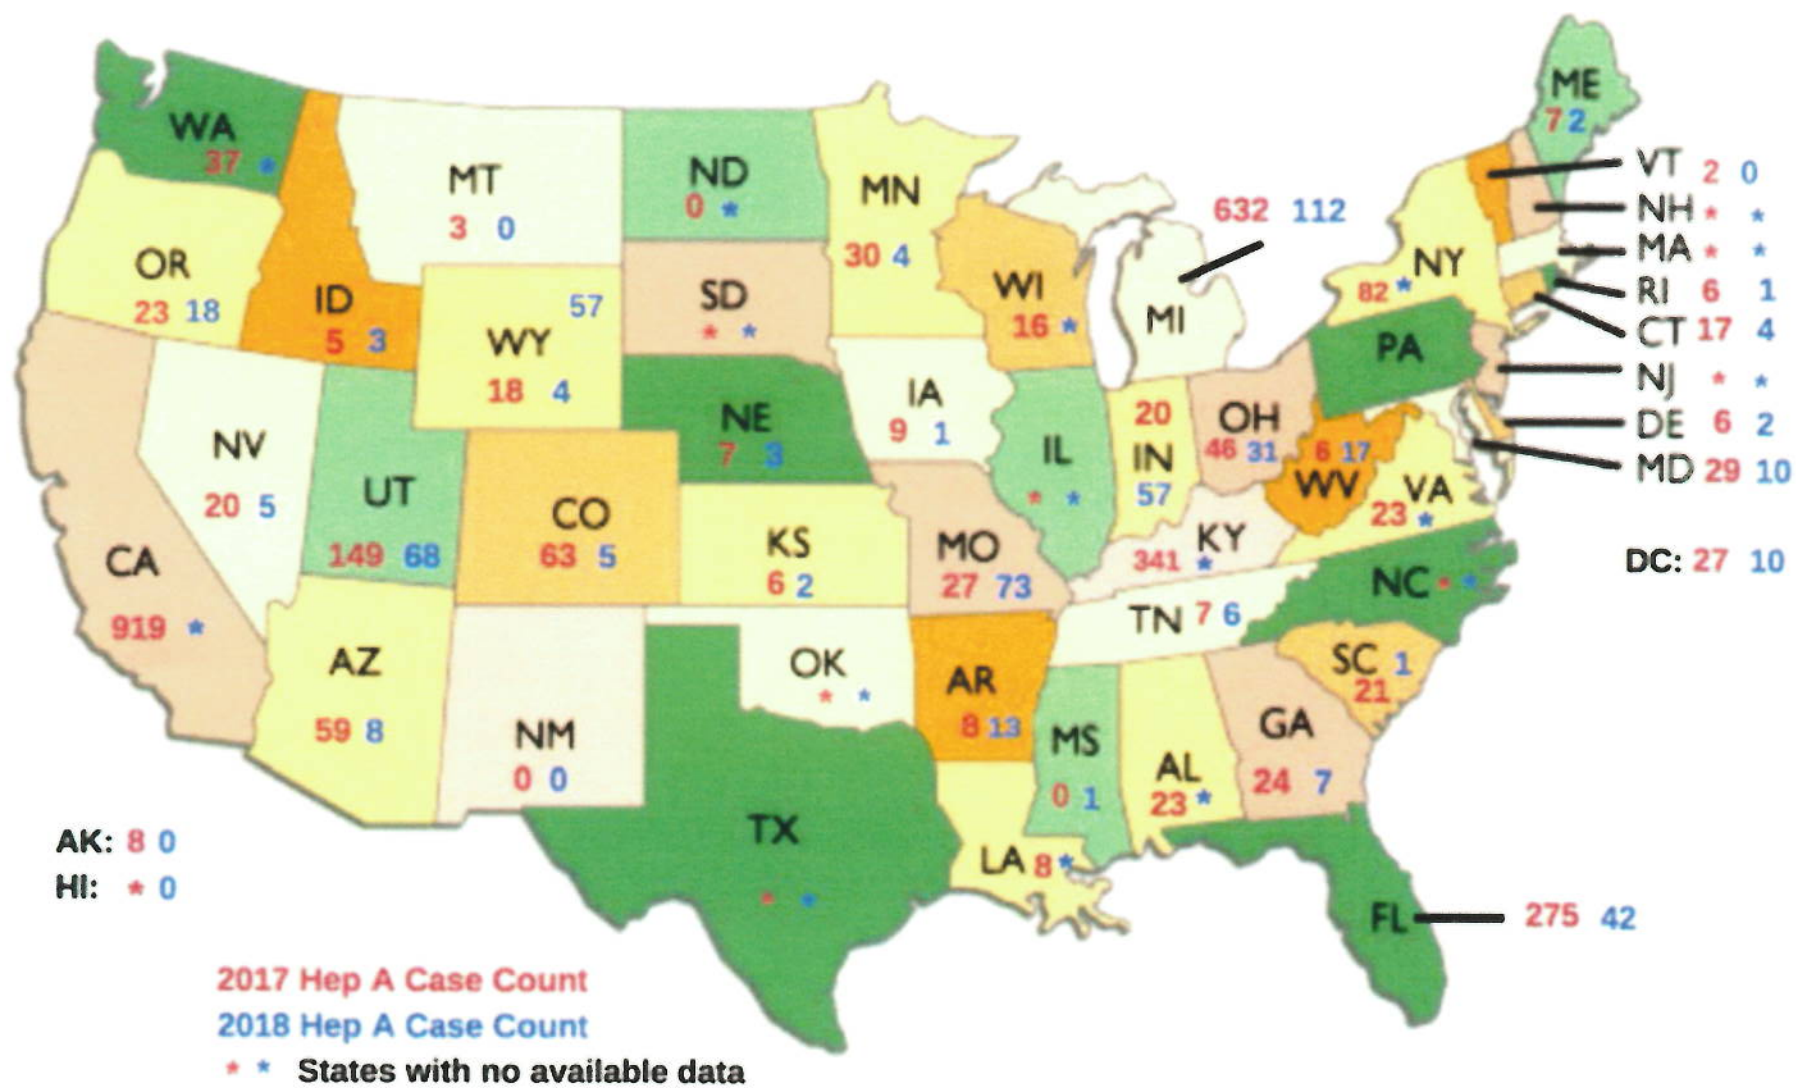 WA
37 *
OR
23 18
ID
5 3
MT
3 0
ND
0 *
MN
30 4
SD
* *
WI
16 *
57
WY
18 4
632 112
MI
ME
7 2
VT 2 0
NH * *
MA * *
RI 6 1
CT 17 4
NJ * *
DE 6 2
MD 29 10
DC: 27 10
NY
82 *
PA
NE
7 3
IA
9 1
IL
* *
20
IN
57
OH
46 31
6 17
WV
VA
23 *
NV
20 5
UT
149 68
CO
63 5
KS
6 2
MO
27 73
KY
341 *
CA
919 *
TN 7 6
NC * *
AZ
59 8
NM
0 0
OK
* *
AR
8 13
MS
0 1
AL
23 *
GA
24 7
SC 1
21
TX
* *
LA 8 *
FL
275 42
AK: 8 0
HI: * 0
2017 Hep A Case Count
2018 Hep A Case Count
* * States with no available data